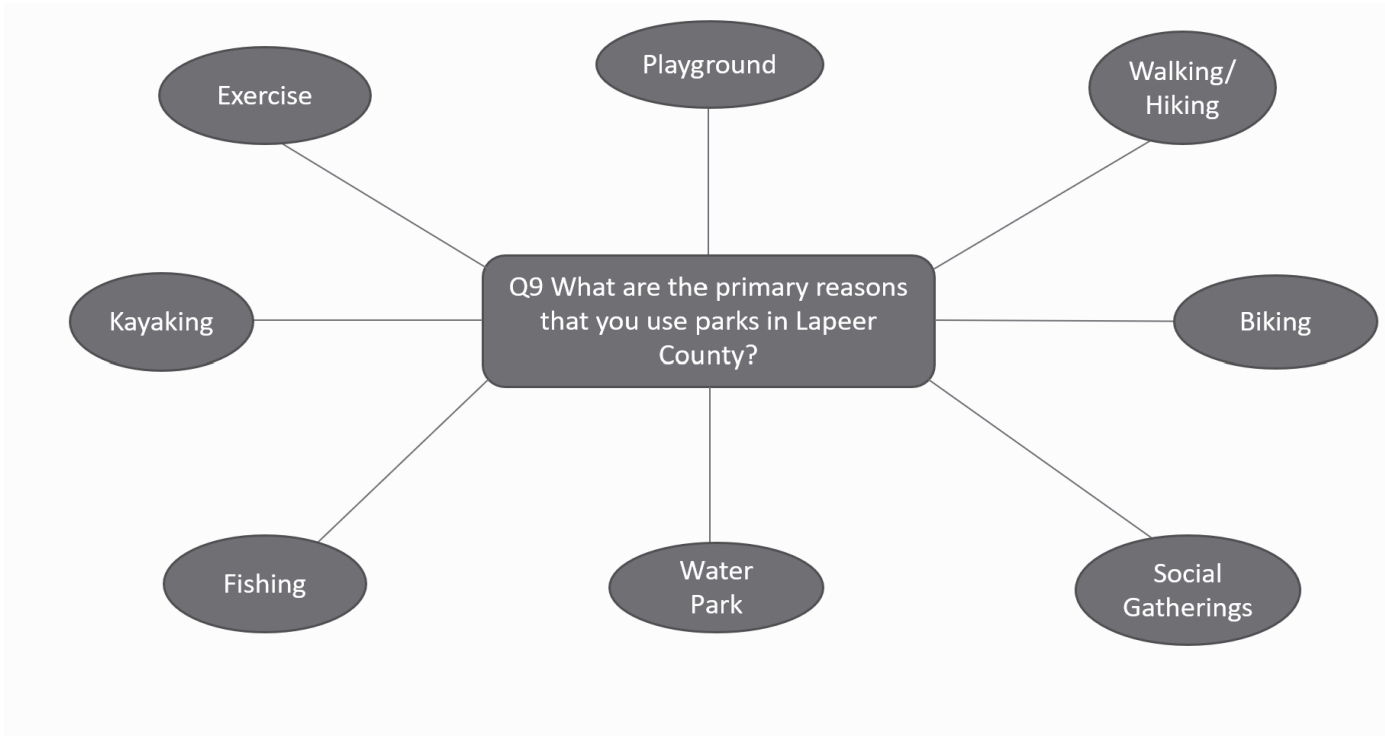 Playground
Exercise
Walking/
Hiking
Q9 What are the primary reasons
that you use parks in Lapeer
County?
Kayaking
Biking
Fishing
Water
Park
Social
Gatherings